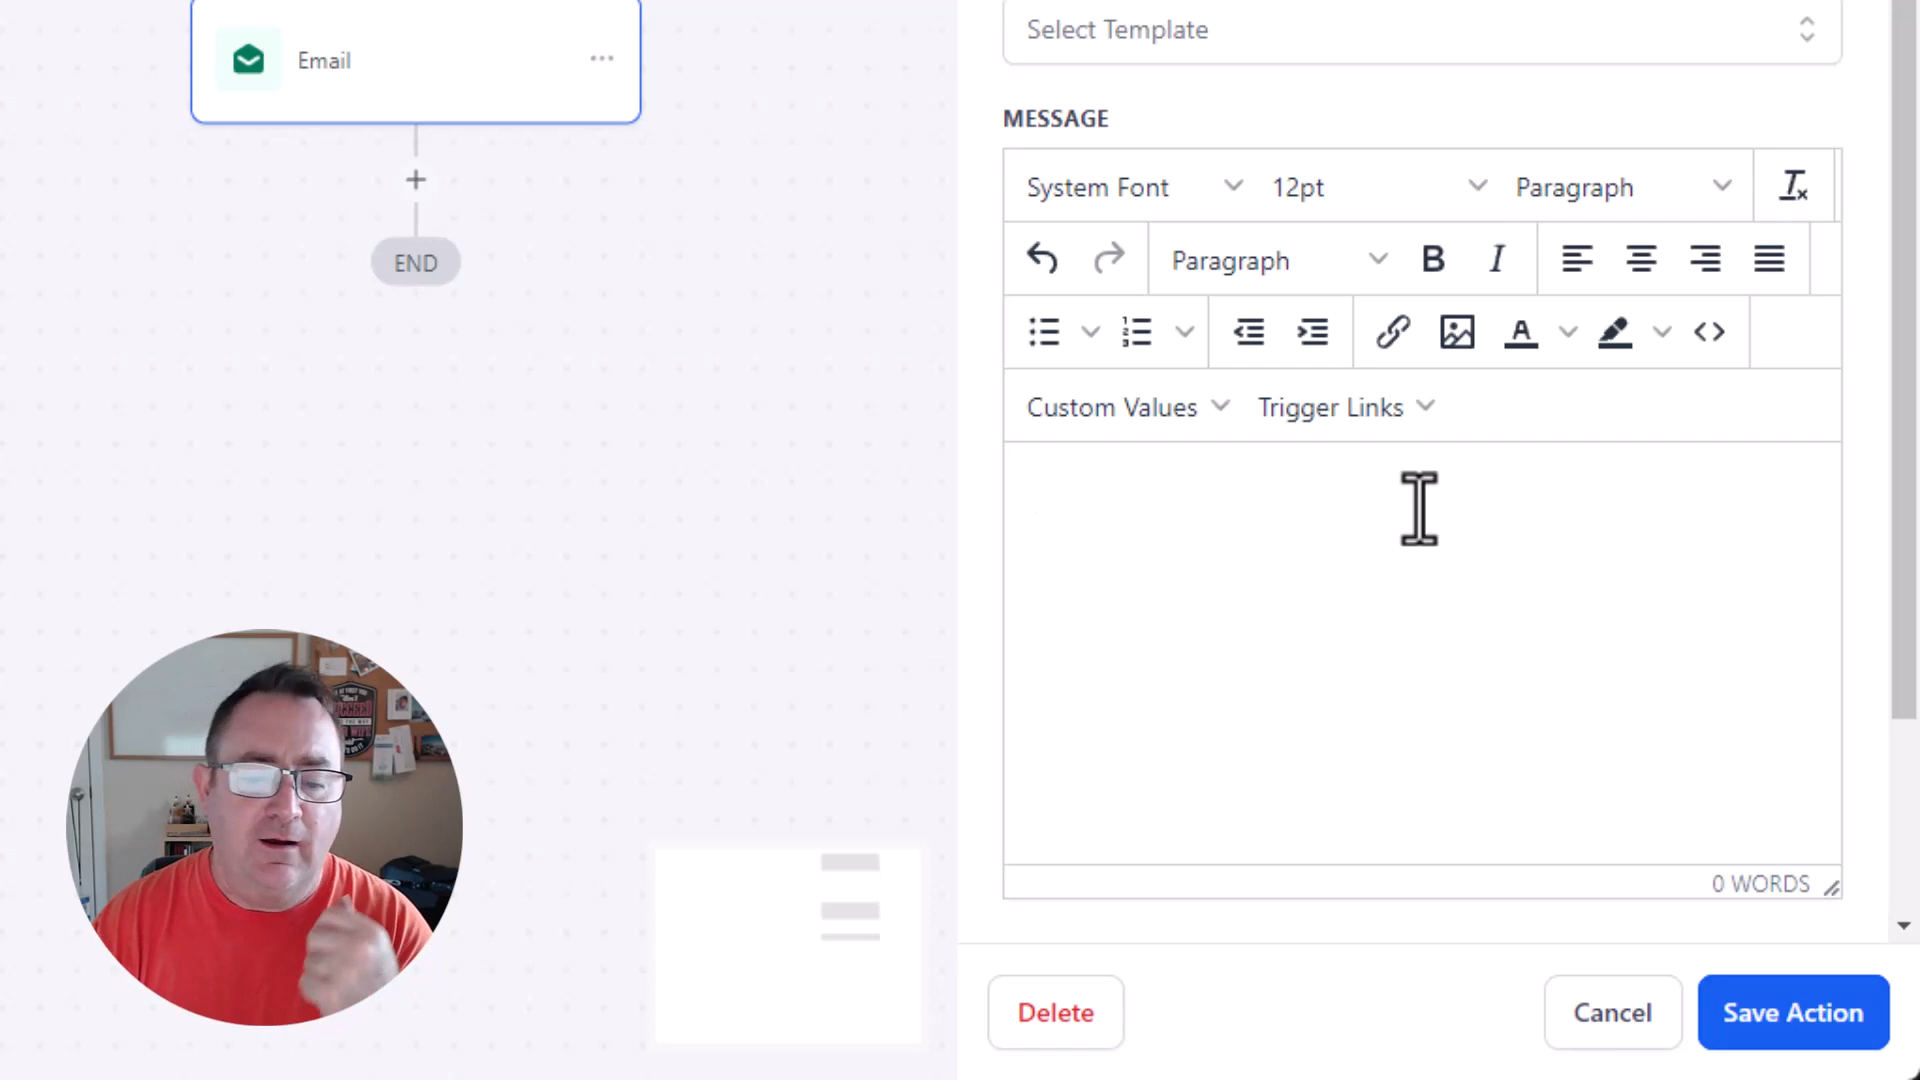 Email
END
Select Template
MESSAGE
System Font 12pt Paragraph
Paragraph B I
Custom Values Trigger Links
0 WORDS
Delete Cancel Save Action